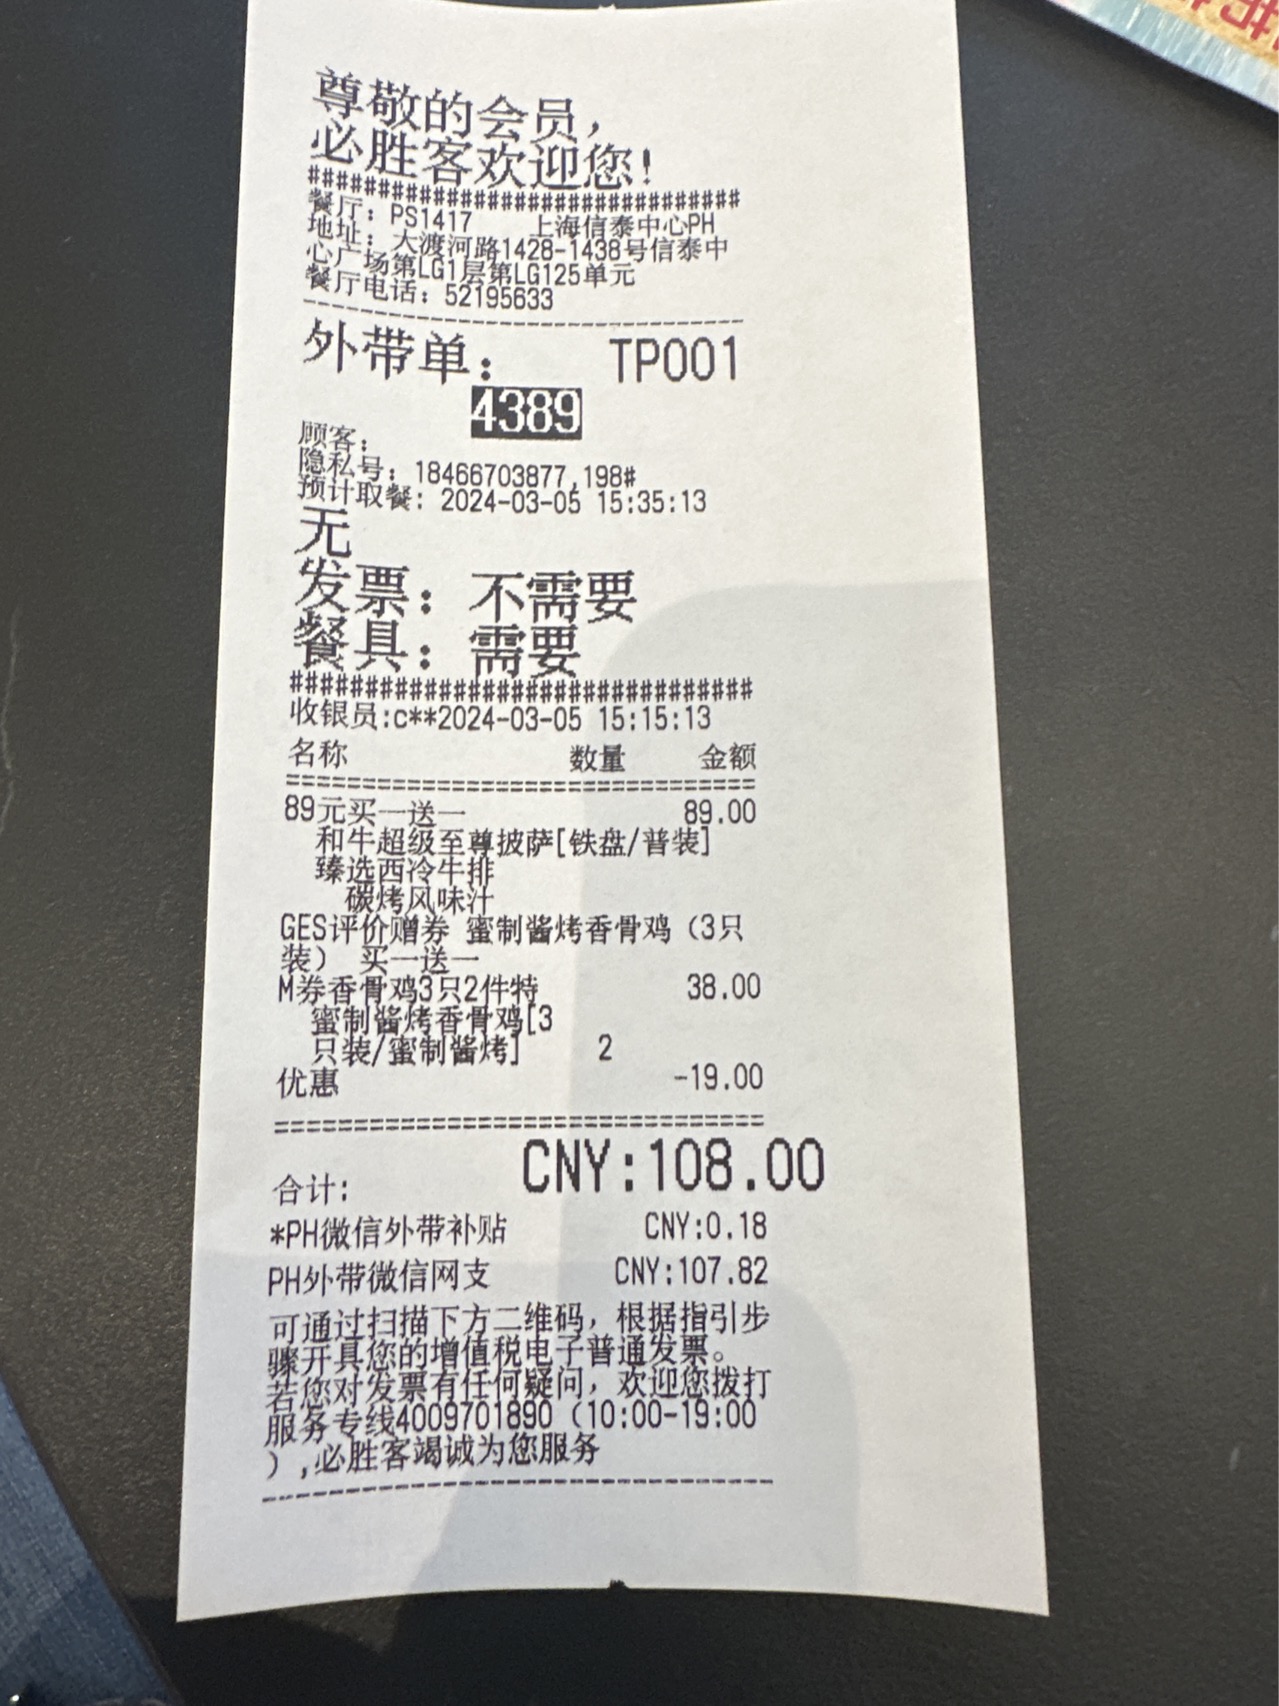 尊敬的会员,
必胜客欢迎您!
###################################
餐厅: PS1417 上海信泰中心PH
地址: 大渡河路1428-1438号信泰中
心广场第LG1层第LG125单元
餐厅电话: 52195633
外带单: TP001
4389
顾客:
隐私号: 18466703877,198#
预计取餐: 2024-03-05 15:35:13
无
发票: 不需要
餐具: 需要
###################################
收银员:c**2024-03-05 15:15:13
名称 数量 金额
===================================
89元买一送一 89.00
和牛超级至尊披萨[铁盘/普装]
臻选西冷牛排
碳烤风味汁
GES评价赠券 蜜制酱烤香骨鸡(3只
装) 买一送一
M券香骨鸡3只2件特 38.00
蜜制酱烤香骨鸡[3
只装/蜜制酱烤] 2
优惠 -19.00
===================================
合计: CNY:108.00
*PH微信外带补贴 CNY:0.18
PH外带微信网支 CNY:107.82
可通过扫描下方二维码, 根据指引步
骤开具您的增值税电子普通发票。
若您对发票有任何疑问, 欢迎您拨打
服务专线4009701890 (10:00-19:00
),必胜客竭诚为您服务